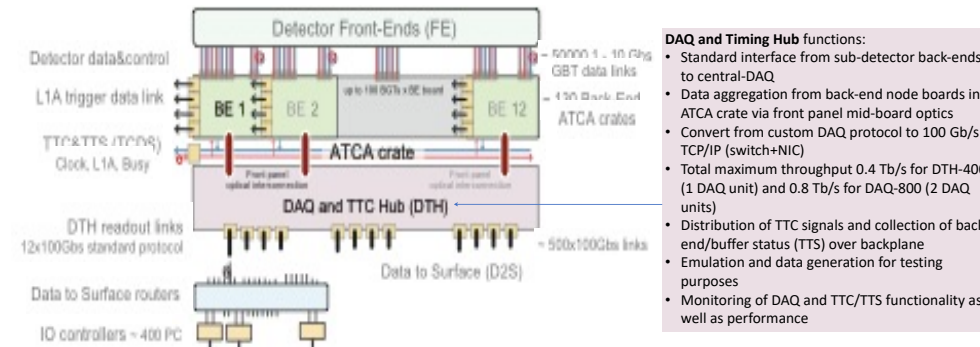 Detector Front-Ends (FE)
Detector data&control
= 50000 1 - 10 Gbs
GBT data links
L1A trigger data link
BE 1
BE 2
up to 100 BGTs x BE board
BE 12
~ 130 Back-End
ATCA crates
TTC&TTS (TCDS)
Clock, L1A, Busy
ATCA crate
Front panel
optical interconnection
Front panel
optical interconnection
DAQ and TTC Hub (DTH)
DTH readout links
12x100Gbs standard protocol
~ 500x100Gbs links
Data to Surface (D2S)
Data to Surface routers
IO controllers ~ 400 PC
DAQ and Timing Hub functions:
• Standard interface from sub-detector back-ends
to central-DAQ
• Data aggregation from back-end node boards in
ATCA crate via front panel mid-board optics
• Convert from custom DAQ protocol to 100 Gb/s
TCP/IP (switch+NIC)
• Total maximum throughput 0.4 Tb/s for DTH-400
(1 DAQ unit) and 0.8 Tb/s for DAQ-800 (2 DAQ
units)
• Distribution of TTC signals and collection of back
end/buffer status (TTS) over backplane
• Emulation and data generation for testing
purposes
• Monitoring of DAQ and TTC/TTS functionality as
well as performance